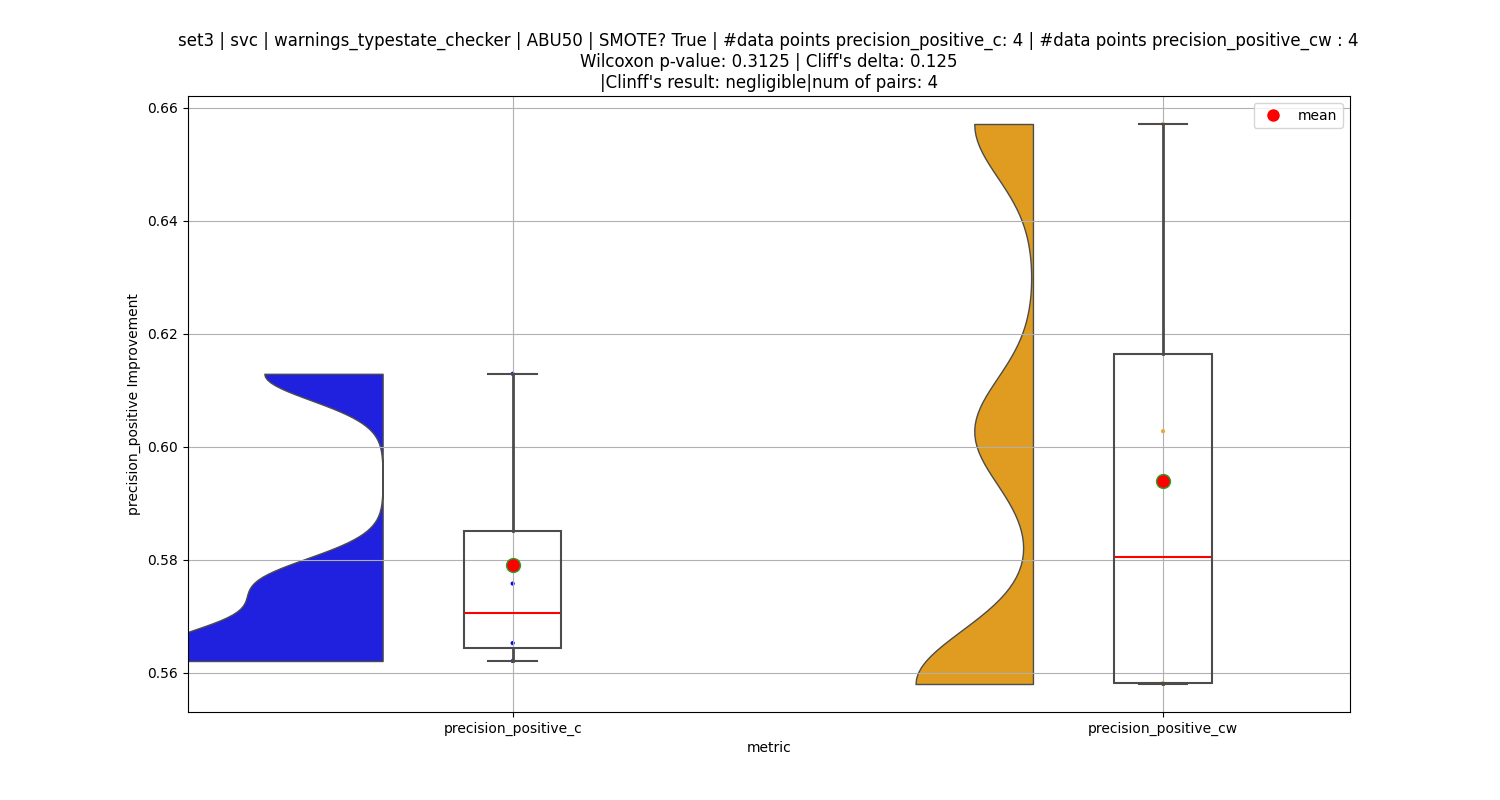 set3 | svc | warnings_typestate_checker | ABU50 | SMOTE? True | #data points precision_positive_c: 4 | #data points precision_positive_cw : 4
Wilcoxon p-value: 0.3125 | Cliff's delta: 0.125
|Clinff's result: negligible|num of pairs: 4
mean
0.66
0.64
0.62
0.60
0.58
0.56
precision_positive Improvement
precision_positive_c
precision_positive_cw
metric